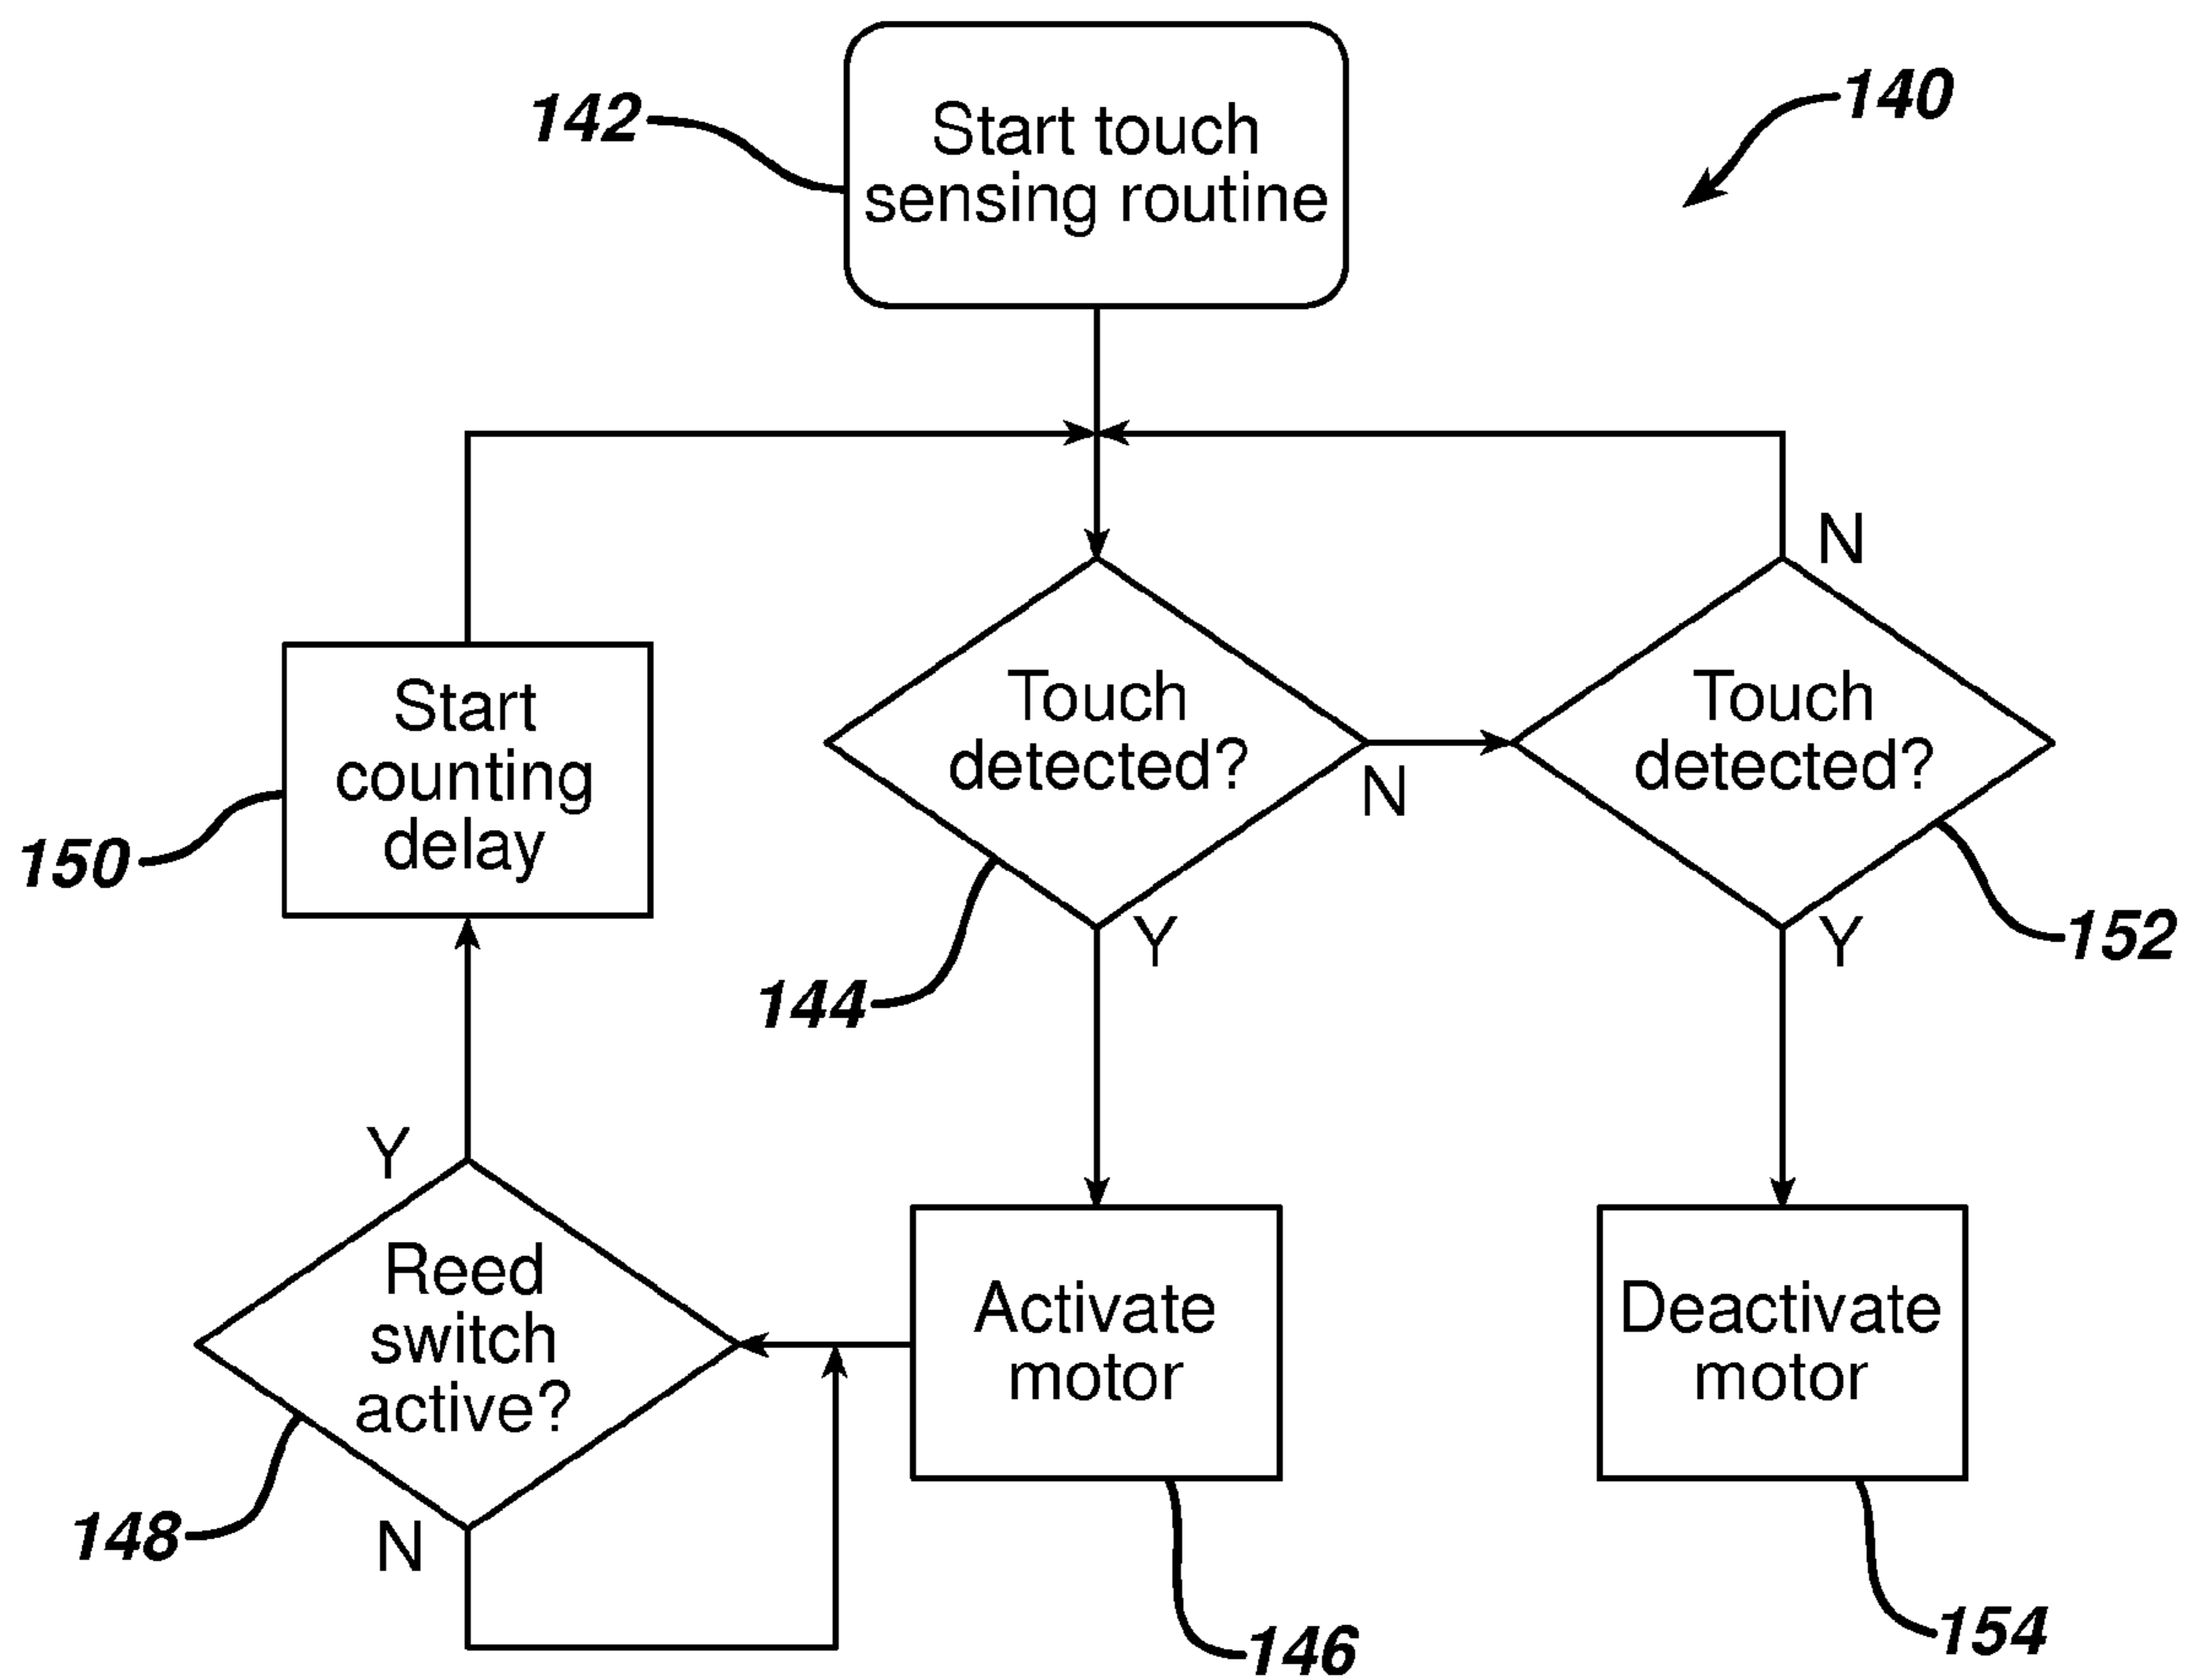 142
Start touch
sensing routine
140
N
Start
counting
delay
150
Touch
detected?
N
Y
144
Touch
detected?
Y
152
Y
Reed
switch
active?
N
148
Activate
motor
146
Deactivate
motor
154